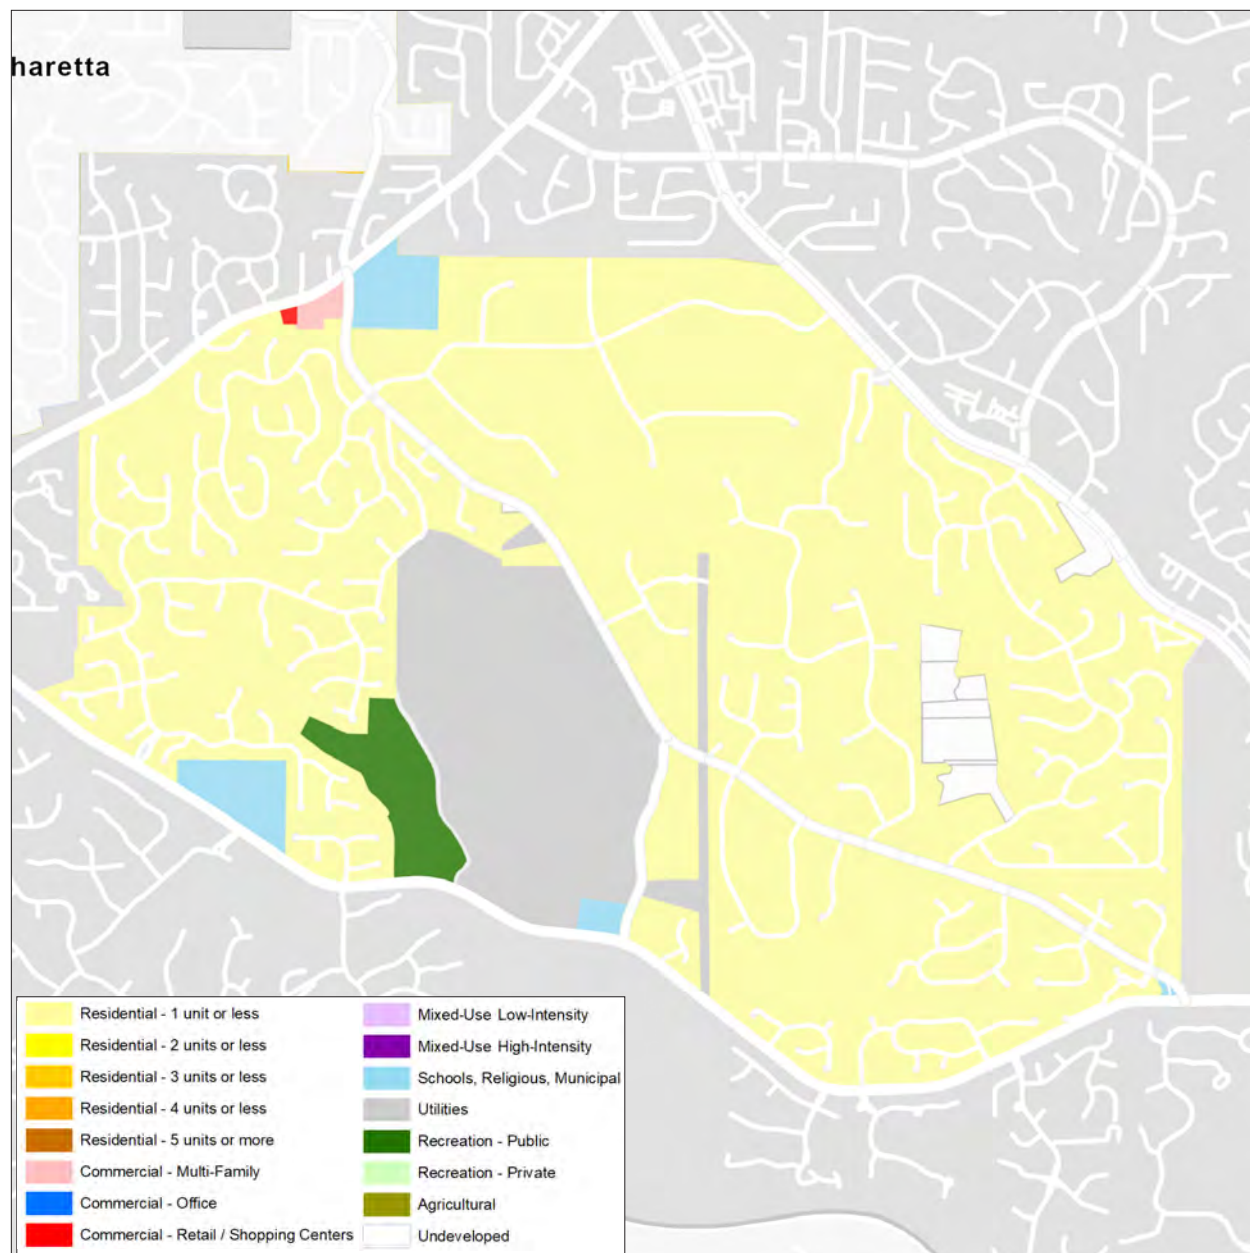 haretta
Residential - 1 unit or less
Residential - 2 units or less
Residential - 3 units or less
Residential - 4 units or less
Residential - 5 units or more
Commercial - Multi-Family
Commercial - Office
Commercial - Retail / Shopping Centers
Mixed-Use Low-Intensity
Mixed-Use High-Intensity
Schools, Religious, Municipal
Utilities
Recreation - Public
Recreation - Private
Agricultural
Undeveloped